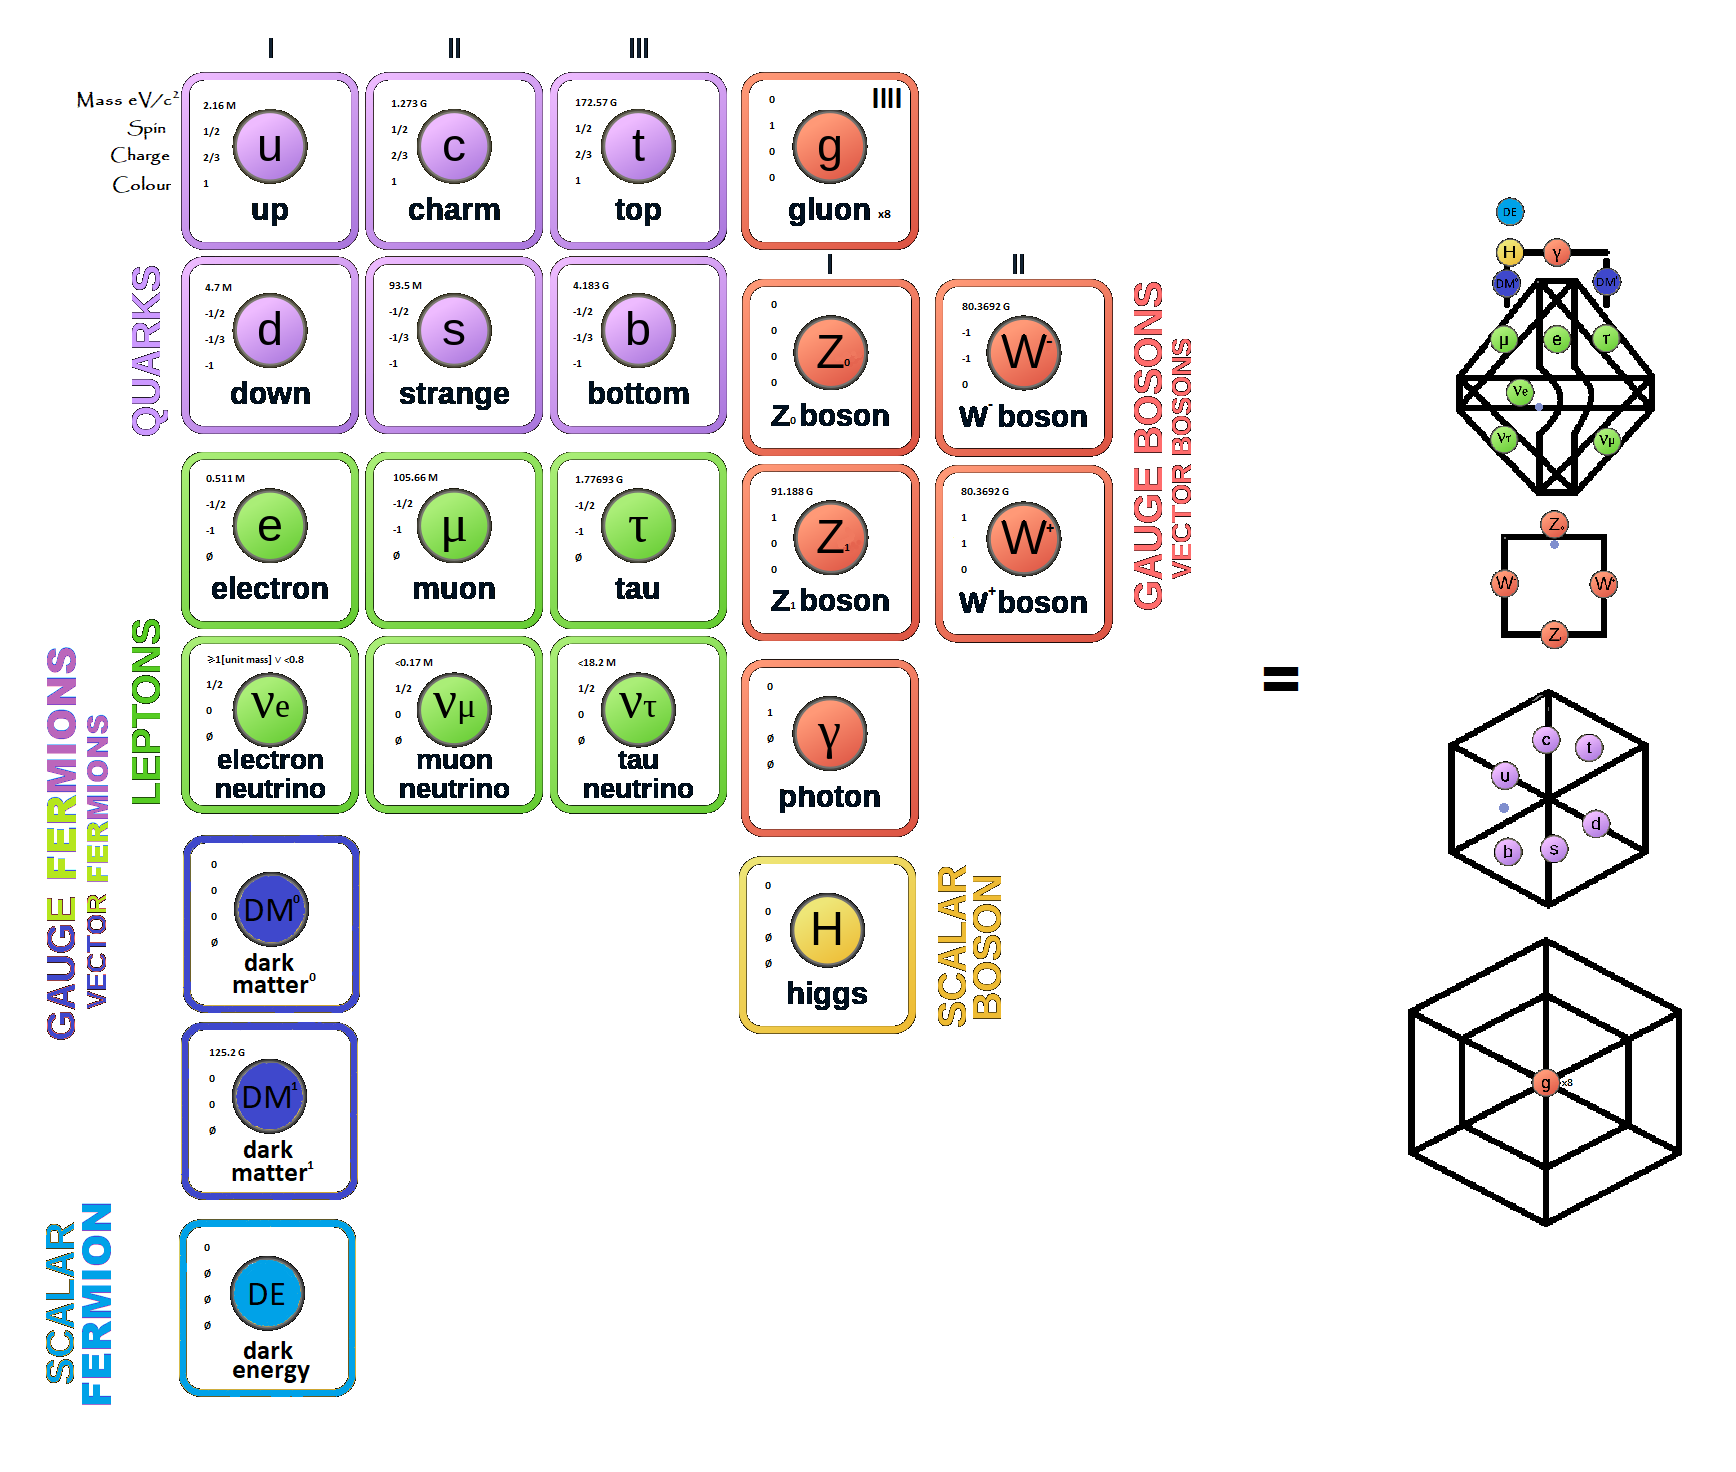 I
II
III
Mass eV/c²
Spin
Charge
Colour
2.16 M
1/2
2/3
1
u
up
1.273 G
1/2
2/3
1
c
charm
172.57 G
1/2
2/3
1
t
top
0
1
0
0
IIII
g
gluon x8
QUARKS
4.7 M
-1/2
-1/3
-1
d
down
93.5 M
-1/2
-1/3
-1
s
strange
4.183 G
-1/2
-1/3
-1
b
bottom
I
II
0
0
0
0
Z₀
Z₀ boson
80.3692 G
-1
-1
0
W⁻
W⁻ boson
GAUGE BOSONS
VECTOR BOSONS
LEPTONS
0.511 M
-1/2
-1
ø
e
electron
105.66 M
-1/2
-1
ø
μ
muon
1.77693 G
-1/2
-1
ø
τ
tau
91.188 G
1
0
0
Z₁
Z₁ boson
80.3692 G
1
1
0
W⁺
W⁺ boson
≥1[unit mass] ∨ <0.8
1/2
0
ø
νe
electron
neutrino
<0.17 M
1/2
0
ø
νμ
muon
neutrino
<18.2 M
1/2
0
ø
ντ
tau
neutrino
0
1
ø
ø
γ
photon
GAUGE FERMIONS
VECTOR FERMIONS
0
0
0
ø
DM⁰
dark
matter⁰
0
0
ø
ø
H
higgs
SCALAR
BOSON
125.2 G
0
0
ø
DM¹
dark
matter¹
SCALAR
FERMION
0
ø
ø
ø
DE
dark
energy
=
DE
H
γ
DM⁰
DM¹
μ
e
τ
νe
ντ
νμ
Z₀
W⁻
W⁺
Z₁
c
t
u
d
b
s
g x8